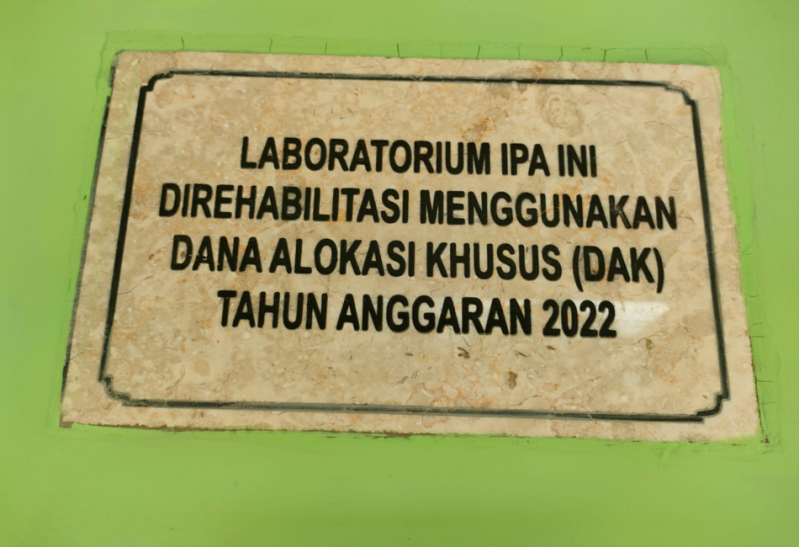 LABORATORIUM IPA INI
DIREHABILITASI MENGGUNAKAN
DANA ALOKASI KHUSUS (DAK)
TAHUN ANGGARAN 2022